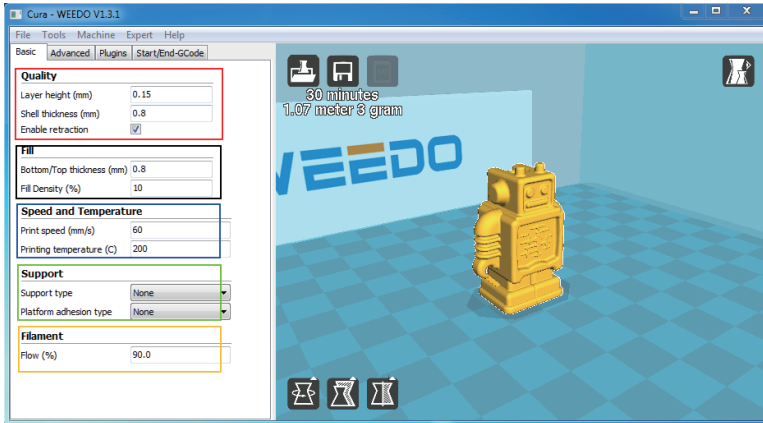 Cura - WEEDO V1.3.1
File Tools Machine Expert Help
Basic Advanced Plugins Start/End-GCode
Quality
Layer height (mm) 0.15
Shell thickness (mm) 0.8
Enable retraction
Fill
Bottom/Top thickness (mm) 0.8
Fill Density (%) 10
Speed and Temperature
Print speed (mm/s) 60
Printing temperature (C) 200
Support
Support type None
Platform adhesion type None
Filament
Flow (%) 90.0
30 minutes
1.07 meter 3 gram
WEEDO